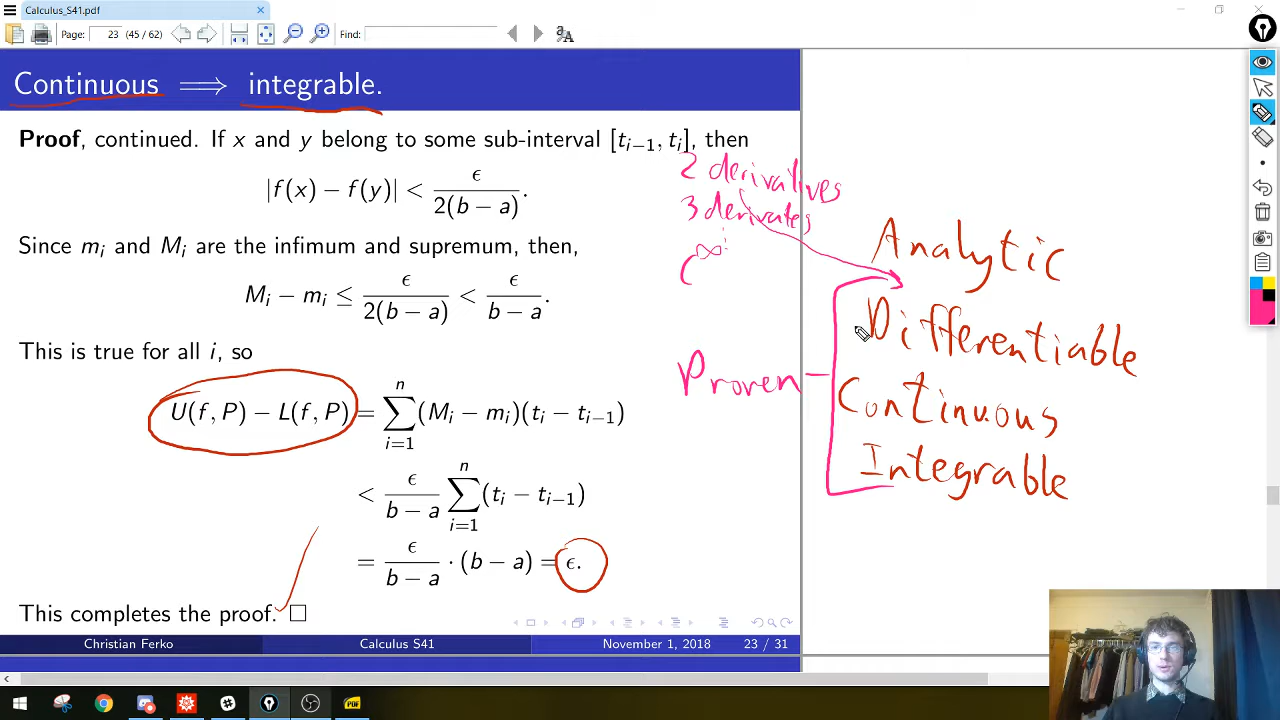 Calculus_S41.pdf
Page: 23 (45 / 62) Find:
Continuous ⟹ integrable.
Proof, continued. If x and y belong to some sub-interval [t_{i−1}, t_i], then
|f(x) − f(y)| < ϵ / 2(b − a).
2 derivatives
3 derivates
C^∞
Since m_i and M_i are the infimum and supremum, then,
M_i − m_i ≤ ϵ / 2(b − a) < ϵ / b − a.
This is true for all i, so
U(f, P) − L(f, P) = ∑_{i=1}^{n} (M_i − m_i)(t_i − t_{i−1})
< ϵ / b − a ∑_{i=1}^{n} (t_i − t_{i−1})
= ϵ / b − a · (b − a) = ϵ.
This completes the proof. □
Analytic
Differentiable
Continuous
Integrable
Proven
Christian Ferko Calculus S41 November 1, 2018 23 / 31
PDF